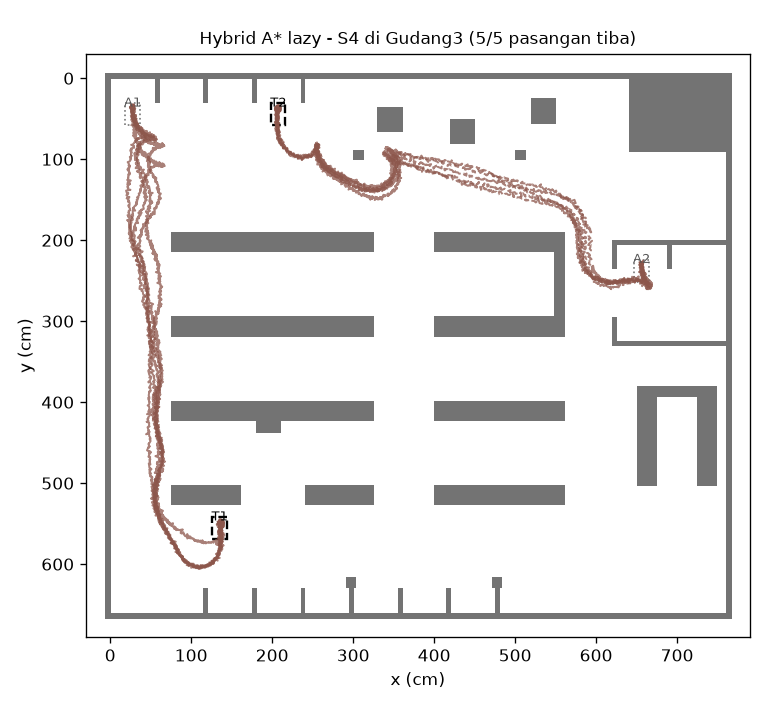 Hybrid A* lazy - S4 di Gudang3 (5/5 pasangan tiba)
0
100
200
300
400
500
600
y (cm)
A1
T2
A2
T1
0 100 200 300 400 500 600 700
x (cm)